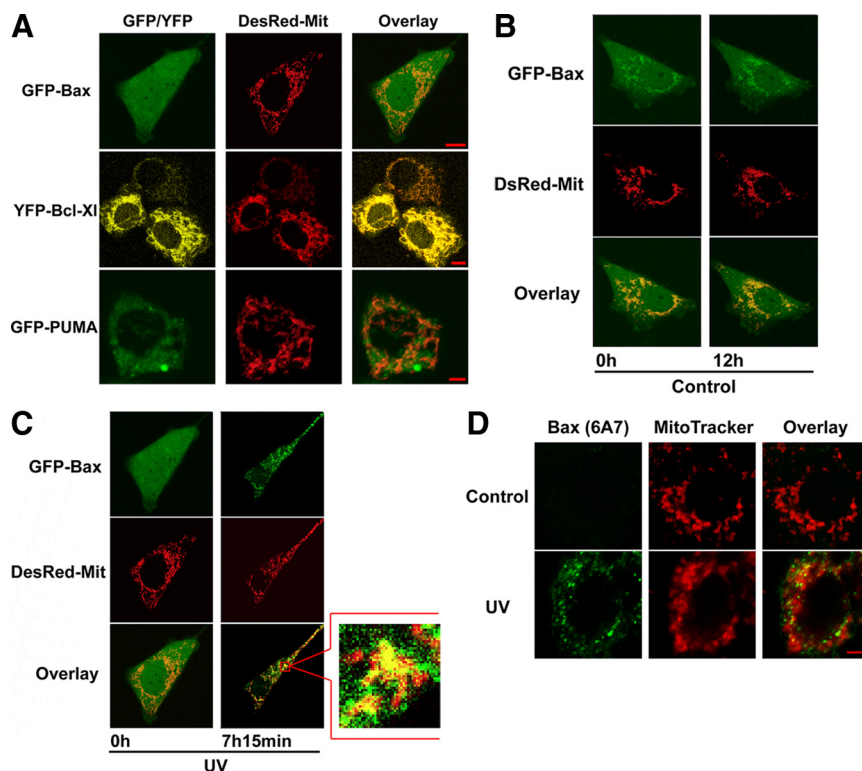 A
GFP/YFP DesRed-Mit Overlay
GFP-Bax
YFP-Bcl-Xl
GFP-PUMA
B
GFP-Bax
DsRed-Mit
Overlay
0h 12h
Control
C
GFP-Bax
DesRed-Mit
Overlay
0h 7h15min
UV
D
Bax (6A7) MitoTracker Overlay
Control
UV